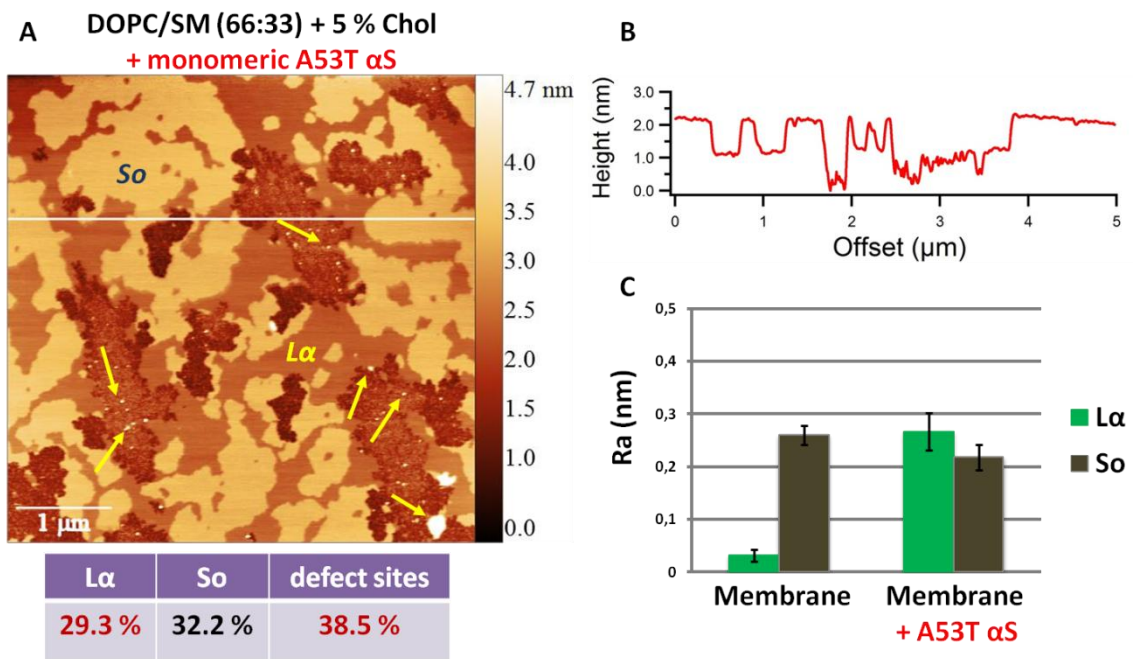 A
DOPC/SM (66:33) + 5 % Chol
+ monomeric A53T αS
So
Lα
1 µm
4.7 nm
4.0
3.5
3.0
2.5
2.0
1.5
1.0
0.0
Lα So defect sites
29.3 % 32.2 % 38.5 %
B
Height (nm)
3.0
2.0
1.0
0.0
0 1 2 3 4 5
Offset (µm)
C
Ra (nm)
0,5
0,4
0,3
0,2
0,1
0
Membrane
Membrane
+ A53T αS
Lα
So